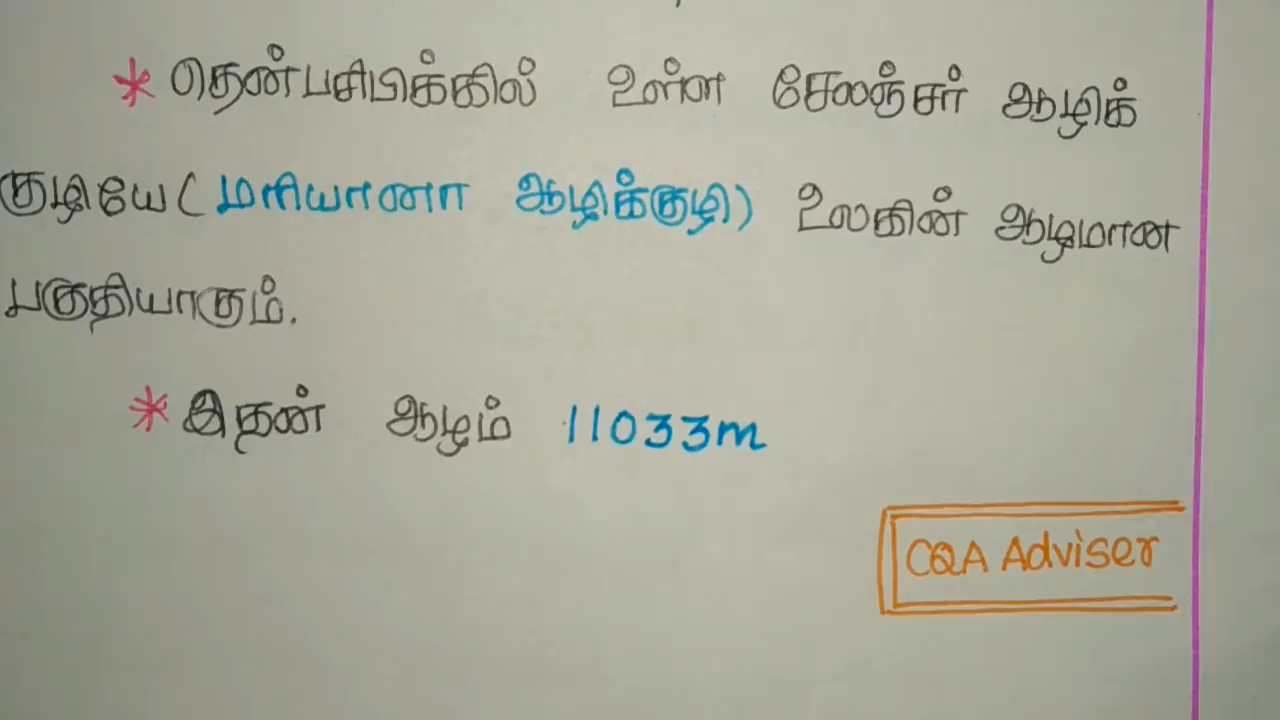 * தென்பசிபிக்கில் உள்ள சேலஞ்சர் ஆழிக்
குழியே ( மரியானா ஆழிக்குழி) உலகின் ஆழமான
பகுதியாகும்.
* இதன் ஆழம் 11033m
CQA Adviser